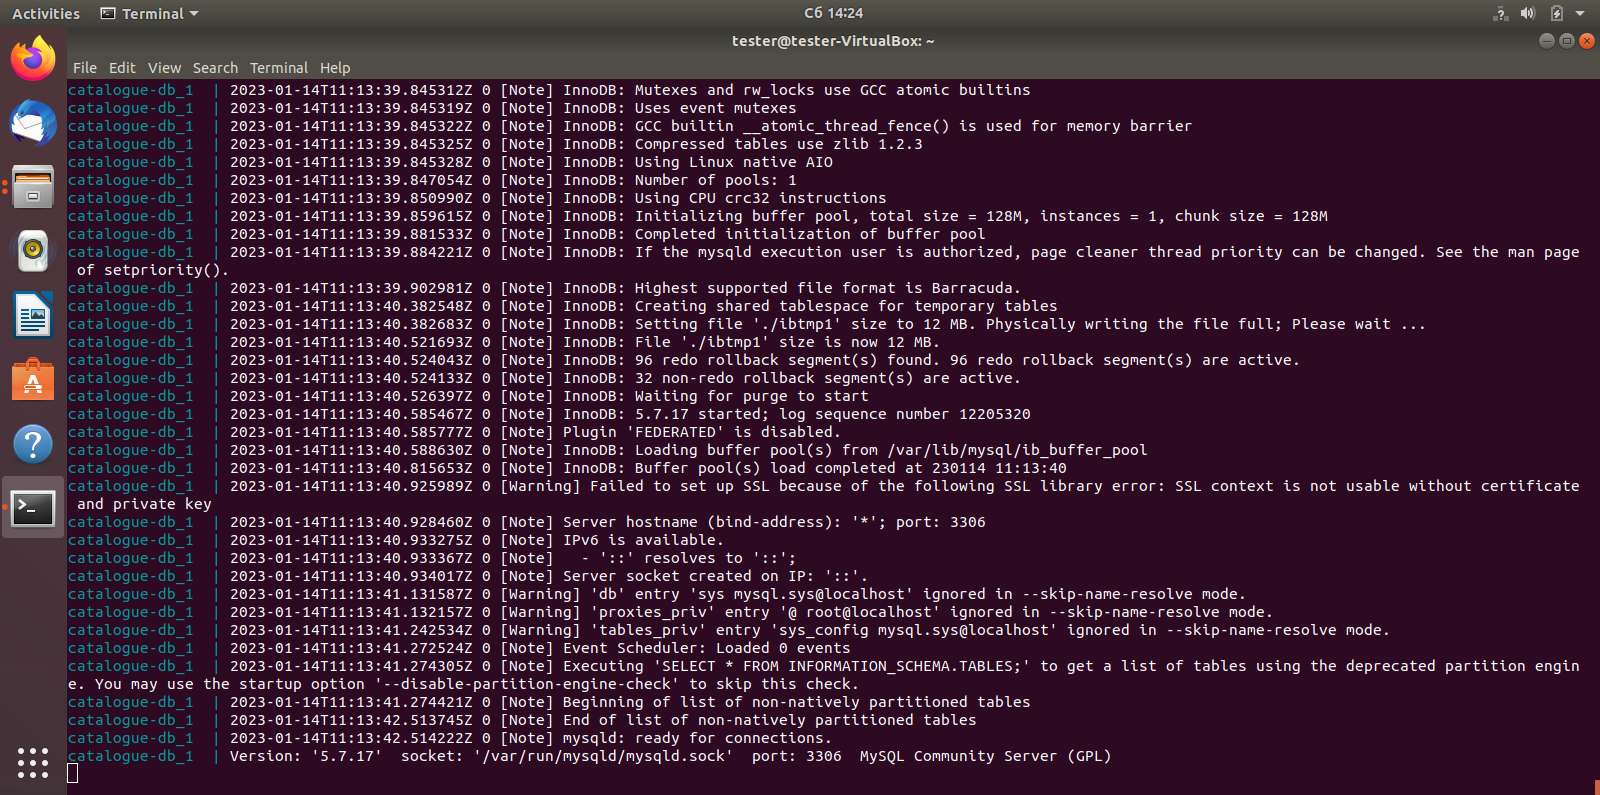 Activities Terminal Сб 14:24
tester@tester-VirtualBox: ~
File Edit View Search Terminal Help
catalogue-db_1 | 2023-01-14T11:13:39.845312Z 0 [Note] InnoDB: Mutexes and rw_locks use GCC atomic builtins
catalogue-db_1 | 2023-01-14T11:13:39.845319Z 0 [Note] InnoDB: Uses event mutexes
catalogue-db_1 | 2023-01-14T11:13:39.845322Z 0 [Note] InnoDB: GCC builtin __atomic_thread_fence() is used for memory barrier
catalogue-db_1 | 2023-01-14T11:13:39.845325Z 0 [Note] InnoDB: Compressed tables use zlib 1.2.3
catalogue-db_1 | 2023-01-14T11:13:39.845328Z 0 [Note] InnoDB: Using Linux native AIO
catalogue-db_1 | 2023-01-14T11:13:39.847054Z 0 [Note] InnoDB: Number of pools: 1
catalogue-db_1 | 2023-01-14T11:13:39.850990Z 0 [Note] InnoDB: Using CPU crc32 instructions
catalogue-db_1 | 2023-01-14T11:13:39.859615Z 0 [Note] InnoDB: Initializing buffer pool, total size = 128M, instances = 1, chunk size = 128M
catalogue-db_1 | 2023-01-14T11:13:39.881533Z 0 [Note] InnoDB: Completed initialization of buffer pool
catalogue-db_1 | 2023-01-14T11:13:39.884221Z 0 [Note] InnoDB: If the mysqld execution user is authorized, page cleaner thread priority can be changed. See the man page
of setpriority().
catalogue-db_1 | 2023-01-14T11:13:39.902981Z 0 [Note] InnoDB: Highest supported file format is Barracuda.
catalogue-db_1 | 2023-01-14T11:13:40.382548Z 0 [Note] InnoDB: Creating shared tablespace for temporary tables
catalogue-db_1 | 2023-01-14T11:13:40.382683Z 0 [Note] InnoDB: Setting file './ibtmp1' size to 12 MB. Physically writing the file full; Please wait ...
catalogue-db_1 | 2023-01-14T11:13:40.521693Z 0 [Note] InnoDB: File './ibtmp1' size is now 12 MB.
catalogue-db_1 | 2023-01-14T11:13:40.524043Z 0 [Note] InnoDB: 96 redo rollback segment(s) found. 96 redo rollback segment(s) are active.
catalogue-db_1 | 2023-01-14T11:13:40.524133Z 0 [Note] InnoDB: 32 non-redo rollback segment(s) are active.
catalogue-db_1 | 2023-01-14T11:13:40.526397Z 0 [Note] InnoDB: Waiting for purge to start
catalogue-db_1 | 2023-01-14T11:13:40.585467Z 0 [Note] InnoDB: 5.7.17 started; log sequence number 12205320
catalogue-db_1 | 2023-01-14T11:13:40.585777Z 0 [Note] Plugin 'FEDERATED' is disabled.
catalogue-db_1 | 2023-01-14T11:13:40.588630Z 0 [Note] InnoDB: Loading buffer pool(s) from /var/lib/mysql/ib_buffer_pool
catalogue-db_1 | 2023-01-14T11:13:40.815653Z 0 [Note] InnoDB: Buffer pool(s) load completed at 230114 11:13:40
catalogue-db_1 | 2023-01-14T11:13:40.925989Z 0 [Warning] Failed to set up SSL because of the following SSL library error: SSL context is not usable without certificate
and private key
catalogue-db_1 | 2023-01-14T11:13:40.928460Z 0 [Note] Server hostname (bind-address): '*'; port: 3306
catalogue-db_1 | 2023-01-14T11:13:40.933275Z 0 [Note] IPv6 is available.
catalogue-db_1 | 2023-01-14T11:13:40.933367Z 0 [Note]   - '::' resolves to '::';
catalogue-db_1 | 2023-01-14T11:13:40.934017Z 0 [Note] Server socket created on IP: '::'.
catalogue-db_1 | 2023-01-14T11:13:41.131587Z 0 [Warning] 'db' entry 'sys mysql.sys@localhost' ignored in --skip-name-resolve mode.
catalogue-db_1 | 2023-01-14T11:13:41.132157Z 0 [Warning] 'proxies_priv' entry '@ root@localhost' ignored in --skip-name-resolve mode.
catalogue-db_1 | 2023-01-14T11:13:41.242534Z 0 [Warning] 'tables_priv' entry 'sys_config mysql.sys@localhost' ignored in --skip-name-resolve mode.
catalogue-db_1 | 2023-01-14T11:13:41.272524Z 0 [Note] Event Scheduler: Loaded 0 events
catalogue-db_1 | 2023-01-14T11:13:41.274305Z 0 [Note] Executing 'SELECT * FROM INFORMATION_SCHEMA.TABLES;' to get a list of tables using the deprecated partition engin
e. You may use the startup option '--disable-partition-engine-check' to skip this check.
catalogue-db_1 | 2023-01-14T11:13:41.274421Z 0 [Note] Beginning of list of non-natively partitioned tables
catalogue-db_1 | 2023-01-14T11:13:42.513745Z 0 [Note] End of list of non-natively partitioned tables
catalogue-db_1 | 2023-01-14T11:13:42.514222Z 0 [Note] mysqld: ready for connections.
catalogue-db_1 | Version: '5.7.17'  socket: '/var/run/mysqld/mysqld.sock'  port: 3306  MySQL Community Server (GPL)